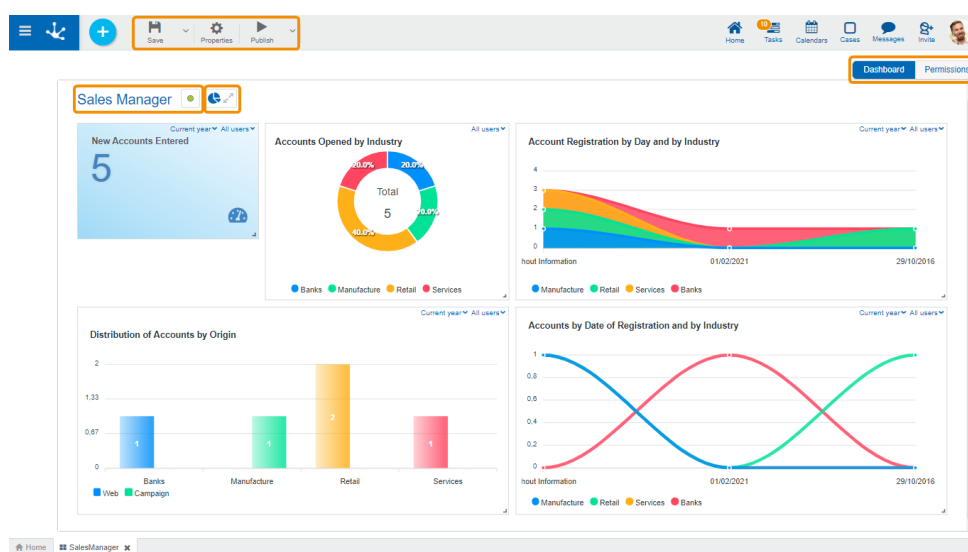 Save
Properties
Publish
Home
10
Tasks
Calendars
Cases
Messages
Invite
Dashboard
Permissions
Sales Manager
Current year All users
New Accounts Entered
5
All users
Accounts Opened by Industry
20.0%
20.0%
20.0%
40.0%
Total
5
Banks Manufacture Retail Services
Current year All users
Account Registration by Day and by Industry
4
3
2
1
0
hout Information 01/02/2021 29/10/2016
Manufacture Retail Services Banks
Current year All users
Distribution of Accounts by Origin
2
1.33
0.67
0
1
1
2
1
Banks Manufacture Retail Services
Web Campaign
Current year All users
Accounts by Date of Registration and by Industry
1
0.8
0.6
0.4
0.2
0
hout Information 01/02/2021 29/10/2016
Manufacture Retail Services Banks
Home
SalesManager